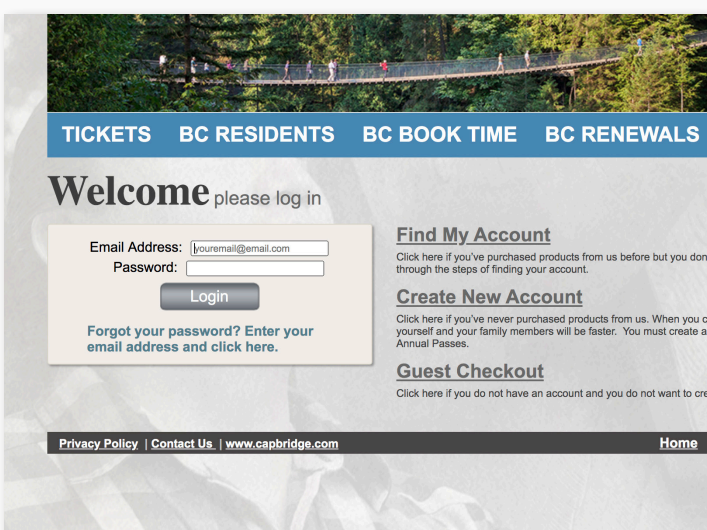 TICKETS BC RESIDENTS BC BOOK TIME BC RENEWALS
Welcome please log in
Email Address: youremail@email.com
Password:
Login
Forgot your password? Enter your
email address and click here.
Find My Account
Click here if you've purchased products from us before but you don
through the steps of finding your account.
Create New Account
Click here if you've never purchased products from us. When you c
yourself and your family members will be faster. You must create a
Annual Passes.
Guest Checkout
Click here if you do not have an account and you do not want to cre
Privacy Policy | Contact Us | www.capbridge.com
Home